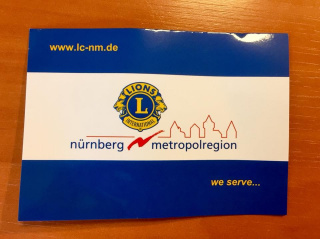 www.lc-nm.de
LIONS
L
INTERNATIONAL
nürnberg metropolregion
we serve...